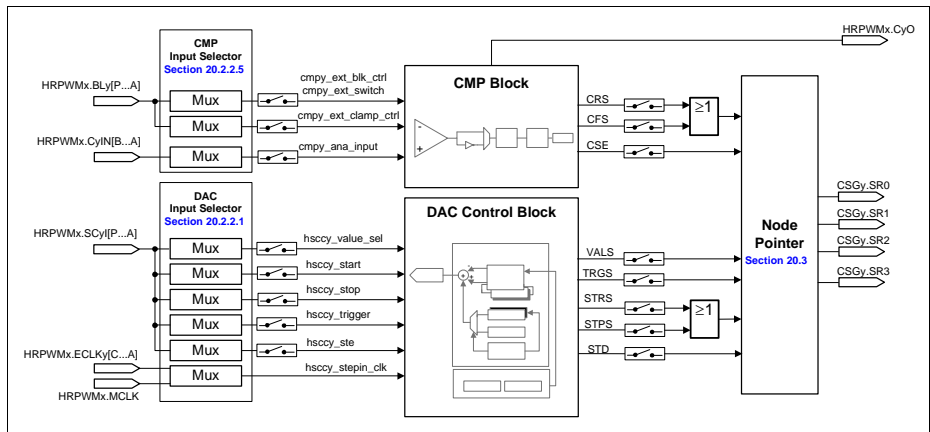 HRPWMx.CyO
CMP
Input Selector
Section 20.2.2.5
HRPWMx.BLy[P...A]
Mux
cmpy_ext_blk_ctrl
cmpy_ext_switch
Mux
cmpy_ext_clamp_ctrl
HRPWMx.CyIN[B...A]
Mux
cmpy_ana_input
CMP Block
-
+
CRS
CFS
CSE
≥1
DAC
Input Selector
Section 20.2.2.1
HRPWMx.SCyI[P...A]
Mux
hsccy_value_sel
Mux
hsccy_start
Mux
hsccy_stop
Mux
hsccy_trigger
Mux
hsccy_ste
HRPWMx.ECLKy[C...A]
Mux
hsccy_stepin_clk
HRPWMx.MCLK
DAC Control Block
-
+
+
VALS
TRGS
STRS
STPS
STD
≥1
Node
Pointer
Section 20.3
CSGy.SR0
CSGy.SR1
CSGy.SR2
CSGy.SR3